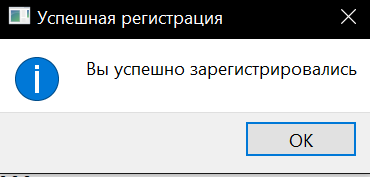 Успешная регистрация
Вы успешно зарегистрировались
OK